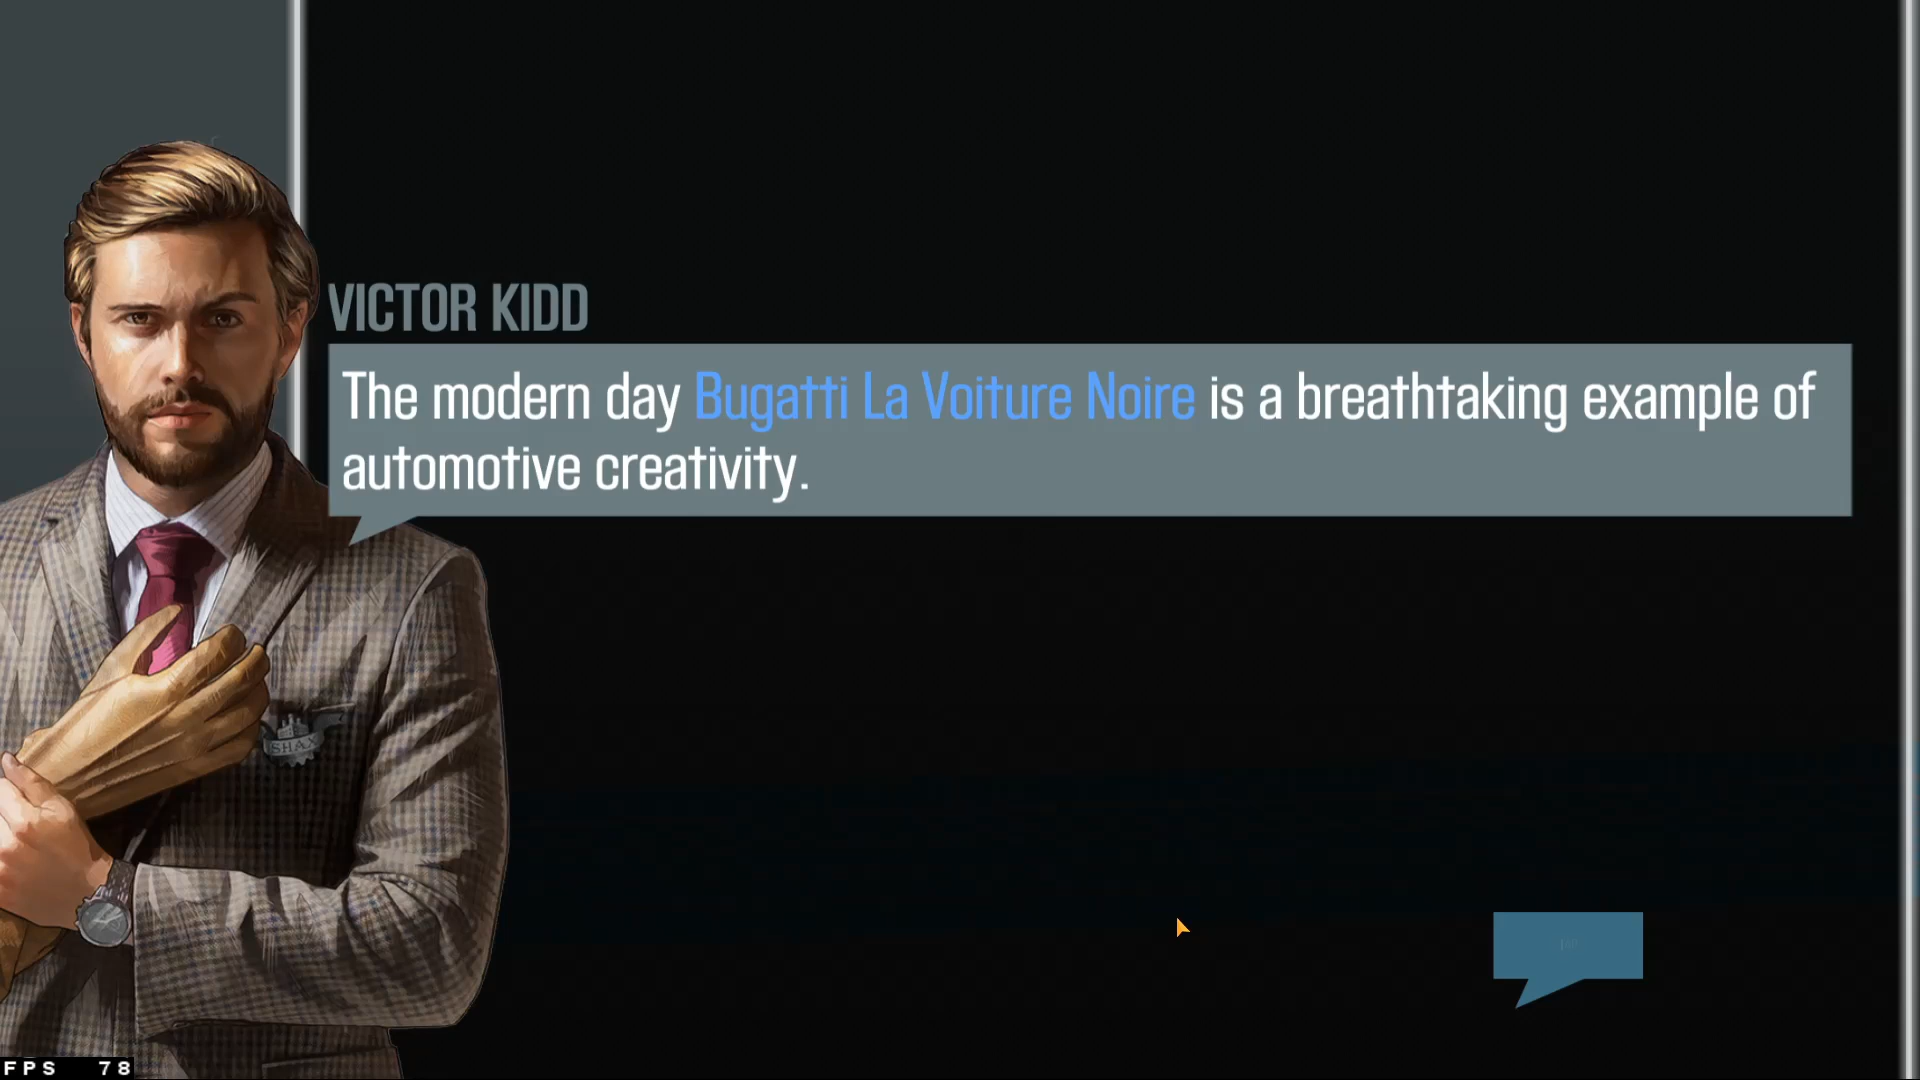 VICTOR KIDD
The modern day Bugatti La Voiture Noire is a breathtaking example of
automotive creativity.
SHAX
FPS 78